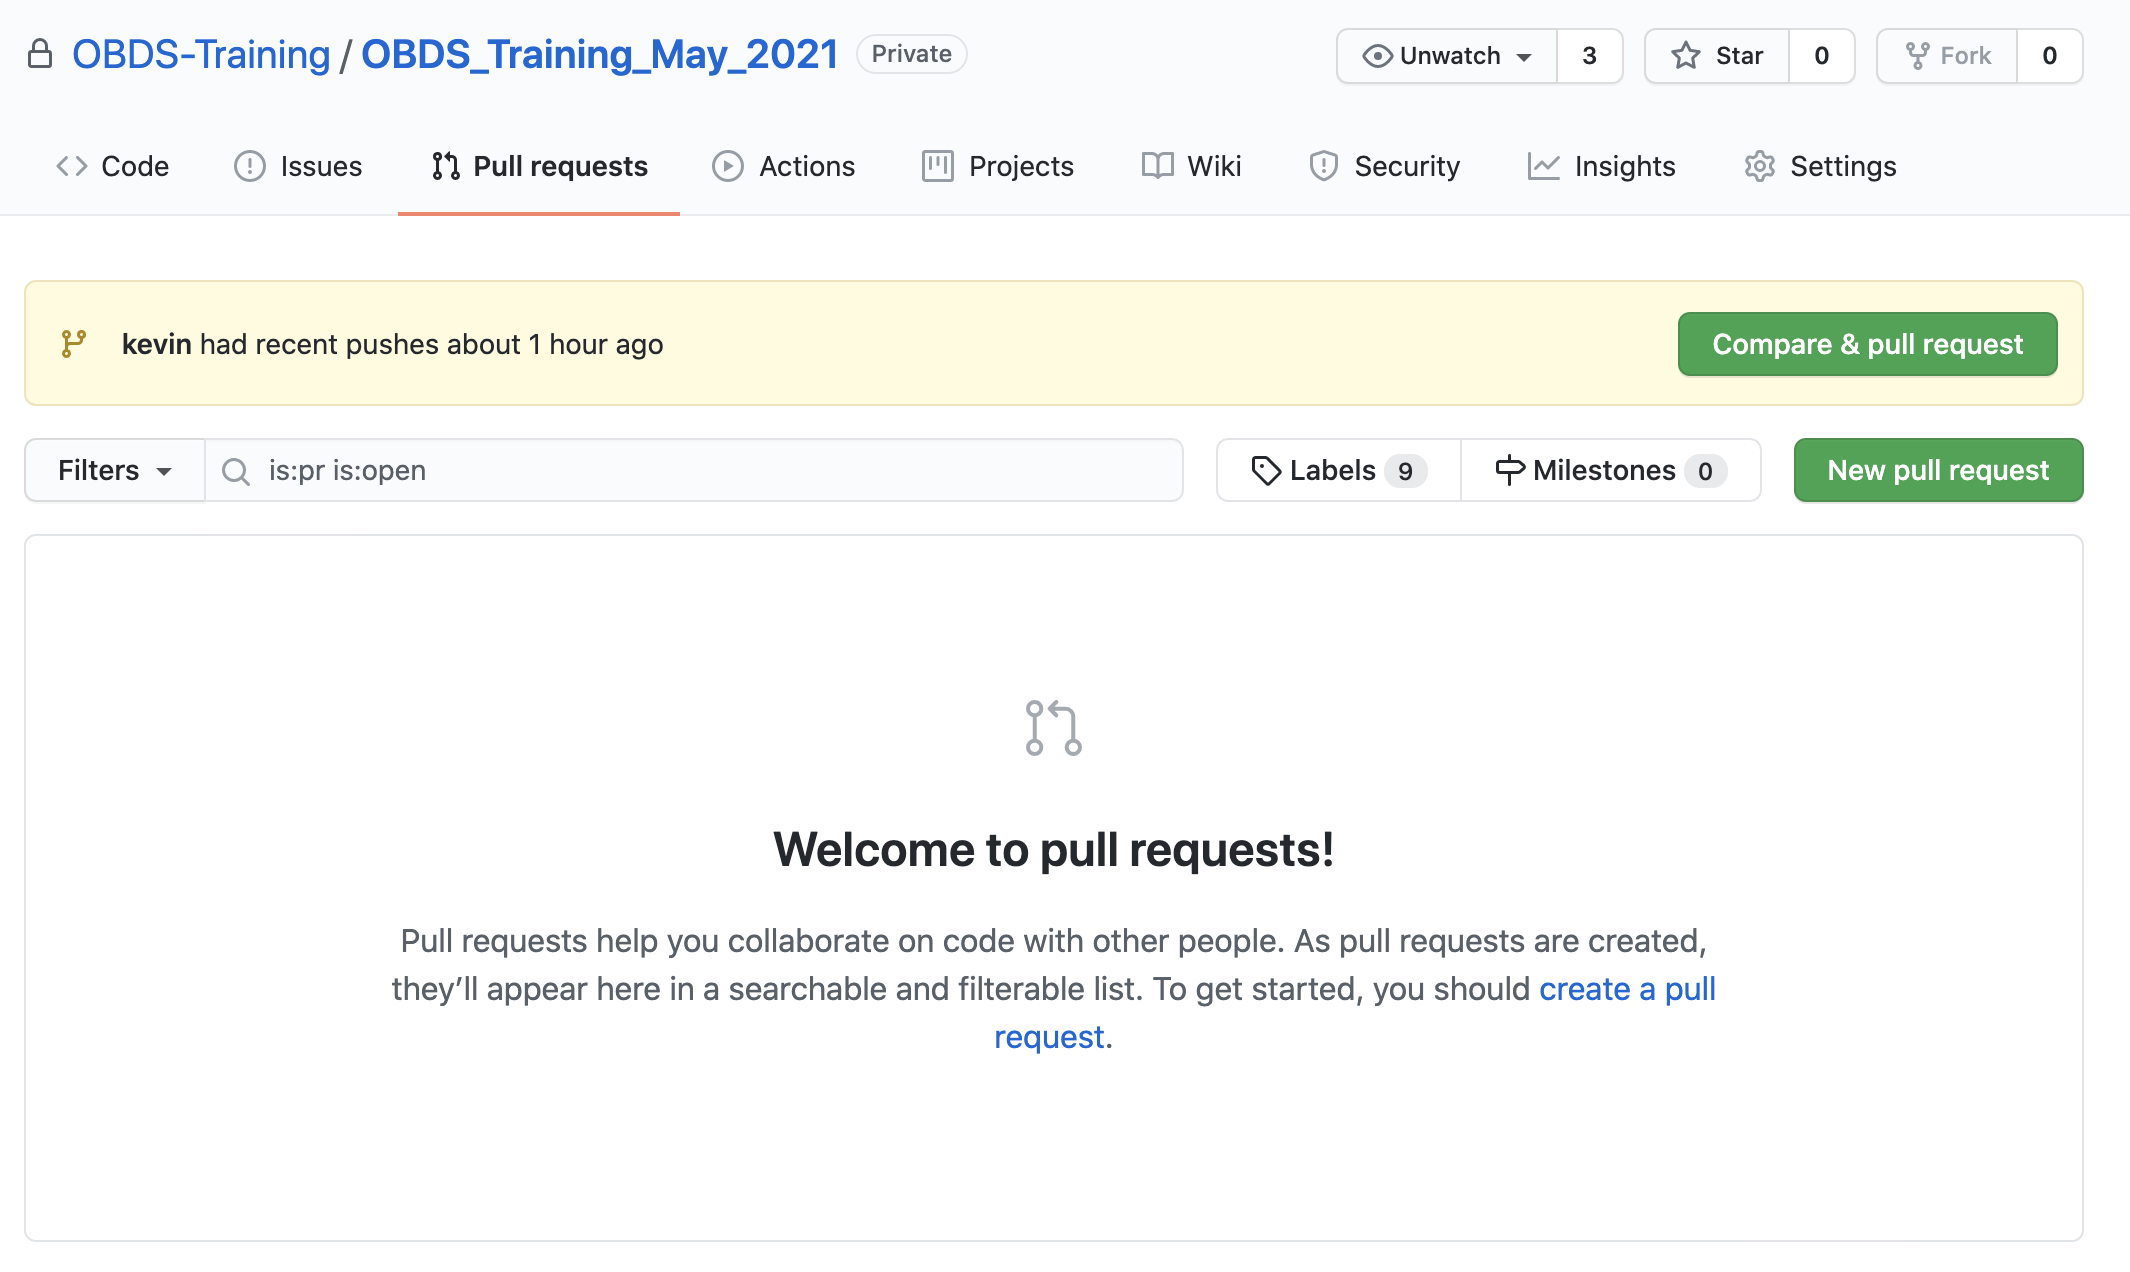 OBDS-Training / OBDS_Training_May_2021 Private Unwatch 3 Star 0 Fork 0
Code Issues Pull requests Actions Projects Wiki Security Insights Settings
kevin had recent pushes about 1 hour ago Compare & pull request
Filters is:pr is:open Labels 9 Milestones 0 New pull request
Welcome to pull requests!
Pull requests help you collaborate on code with other people. As pull requests are created,
they’ll appear here in a searchable and filterable list. To get started, you should create a pull
request.